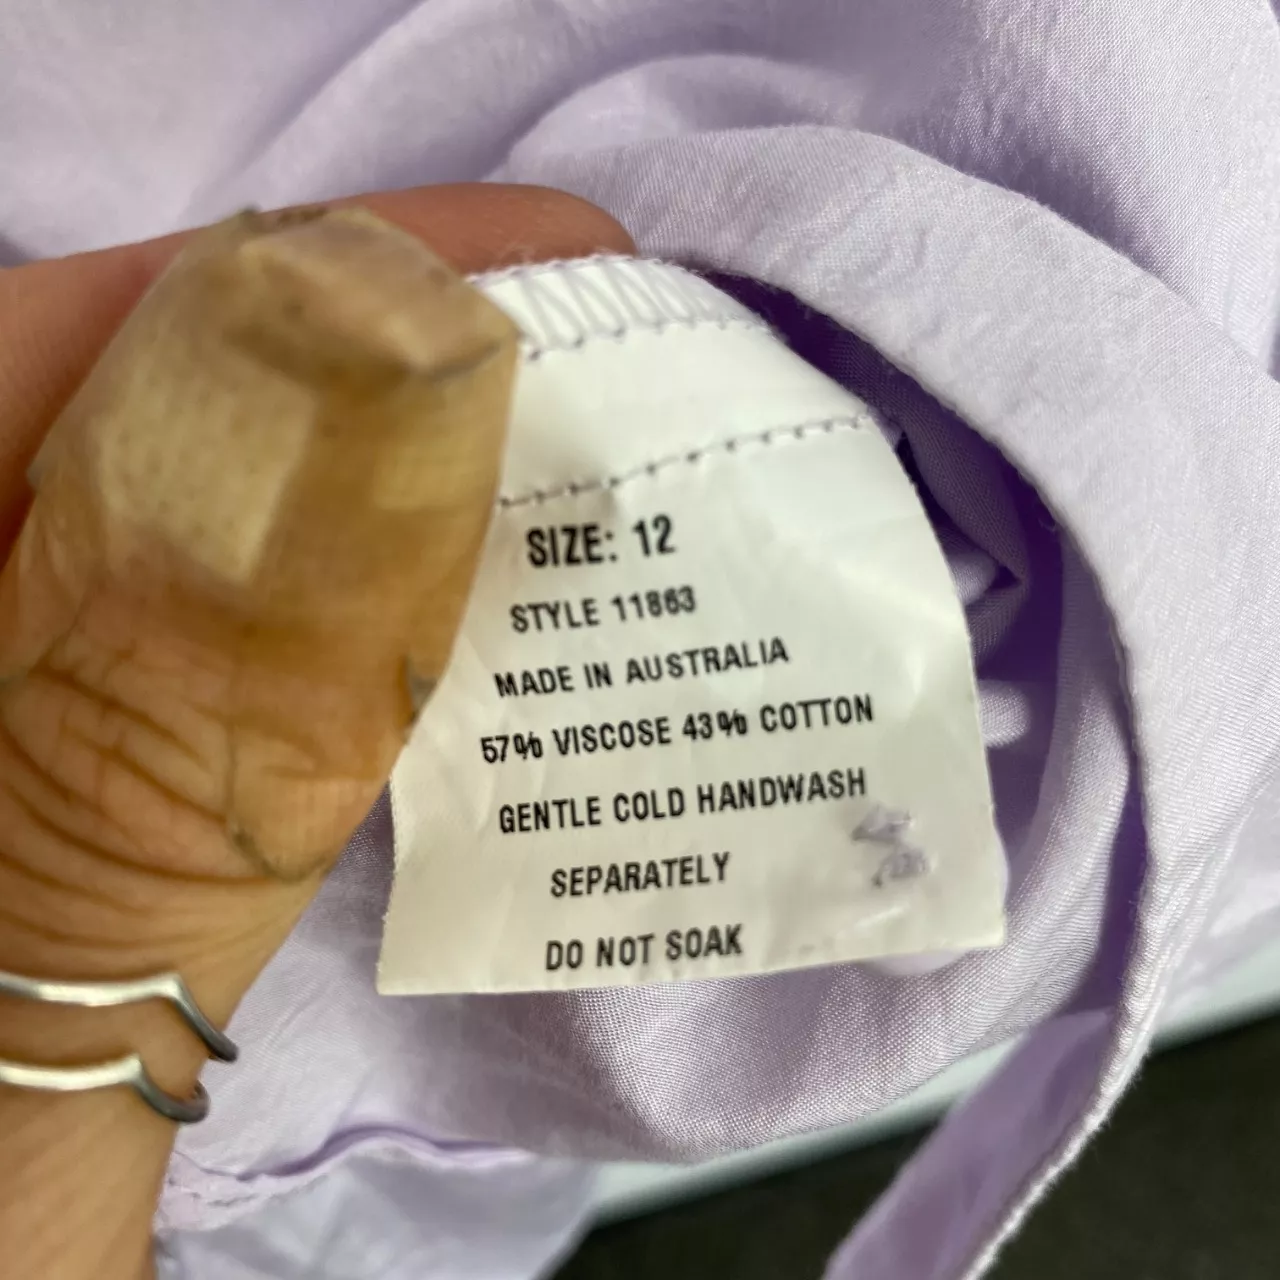 SIZE: 12
STYLE 11863
MADE IN AUSTRALIA
57% VISCOSE 43% COTTON
GENTLE COLD HANDWASH
SEPARATELY
DO NOT SOAK